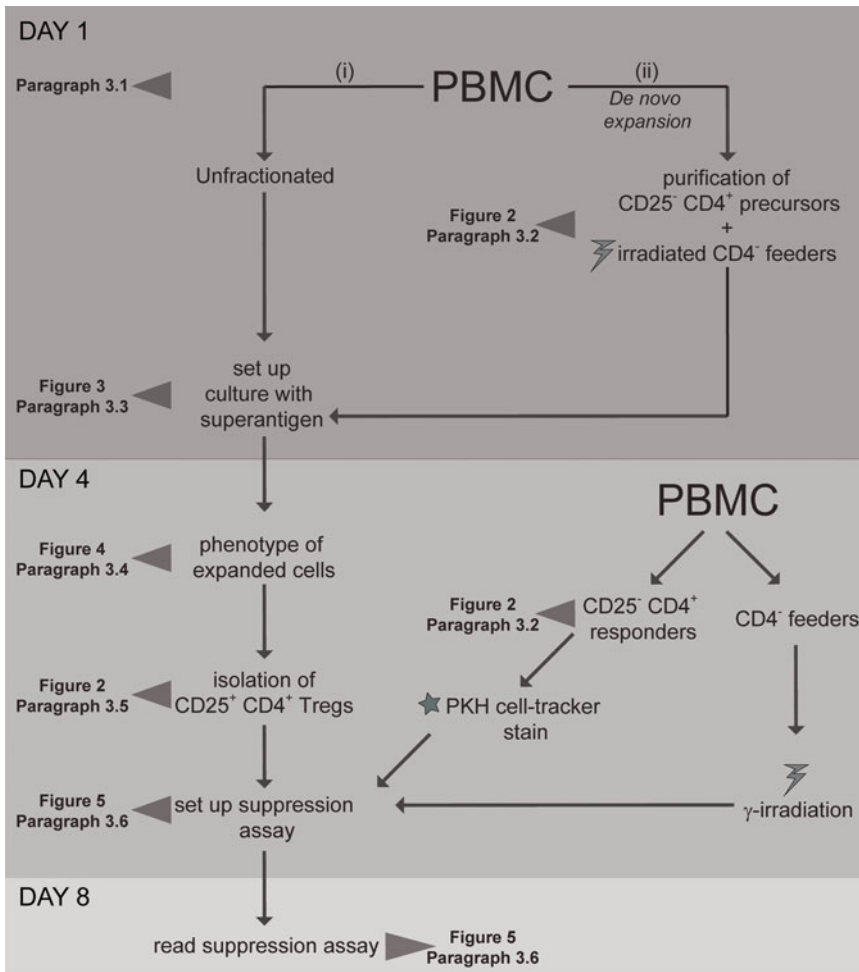 DAY 1
Paragraph 3.1
(i)
PBMC
(ii)
De novo
expansion
Unfractionated
purification of
CD25⁻ CD4⁺ precursors
+
irradiated CD4⁻ feeders
Figure 2
Paragraph 3.2
Figure 3
Paragraph 3.3
set up
culture with
superantigen
DAY 4
PBMC
Figure 4
Paragraph 3.4
phenotype of
expanded cells
Figure 2
Paragraph 3.2
CD25⁻ CD4⁺
responders
CD4⁻ feeders
Figure 2
Paragraph 3.5
isolation of
CD25⁺ CD4⁺ Tregs
PKH cell-tracker
stain
Figure 5
Paragraph 3.6
set up suppression
assay
γ-irradiation
DAY 8
read suppression assay
Figure 5
Paragraph 3.6